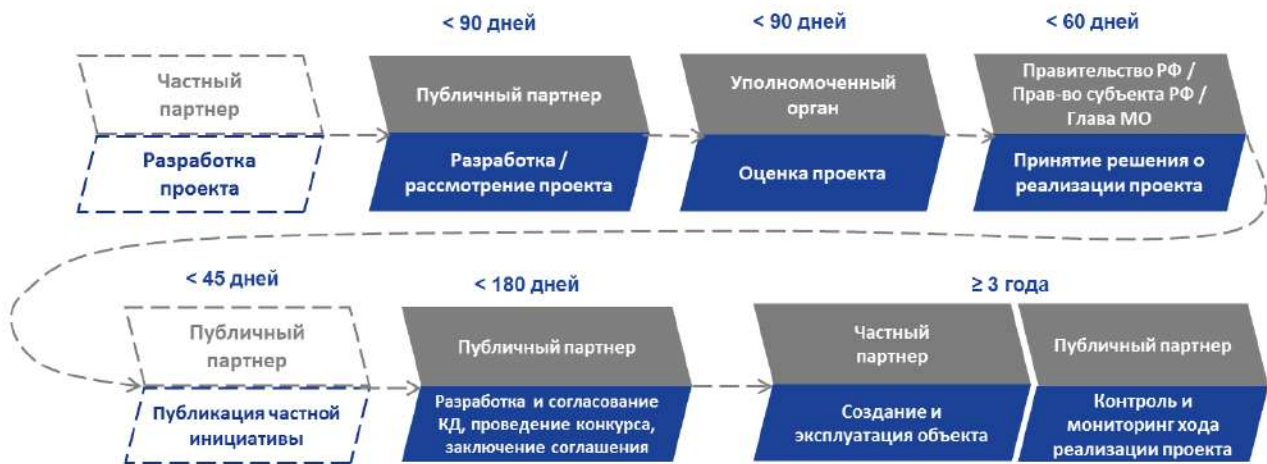 < 90 дней
< 90 дней
< 60 дней
Частный
партнер
Разработка
проекта
Публичный партнер
Разработка /
рассмотрение проекта
Уполномоченный
орган
Оценка проекта
Правительство РФ /
Прав-во субъекта РФ /
Глава МО
Принятие решения о
реализации проекта
< 45 дней
< 180 дней
≥ 3 года
Публичный
партнер
Публикация частной
инициативы
Публичный партнер
Разработка и согласование
КД, проведение конкурса,
заключение соглашения
Частный
партнер
Создание и
эксплуатация объекта
Публичный партнер
Контроль и
мониторинг хода
реализации проекта